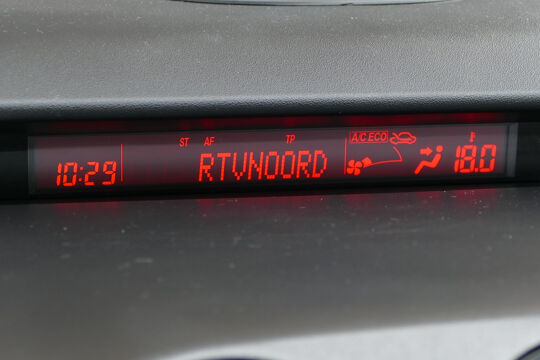 ST AF TP A/C ECO
10:29 RTVNOORD 18.0